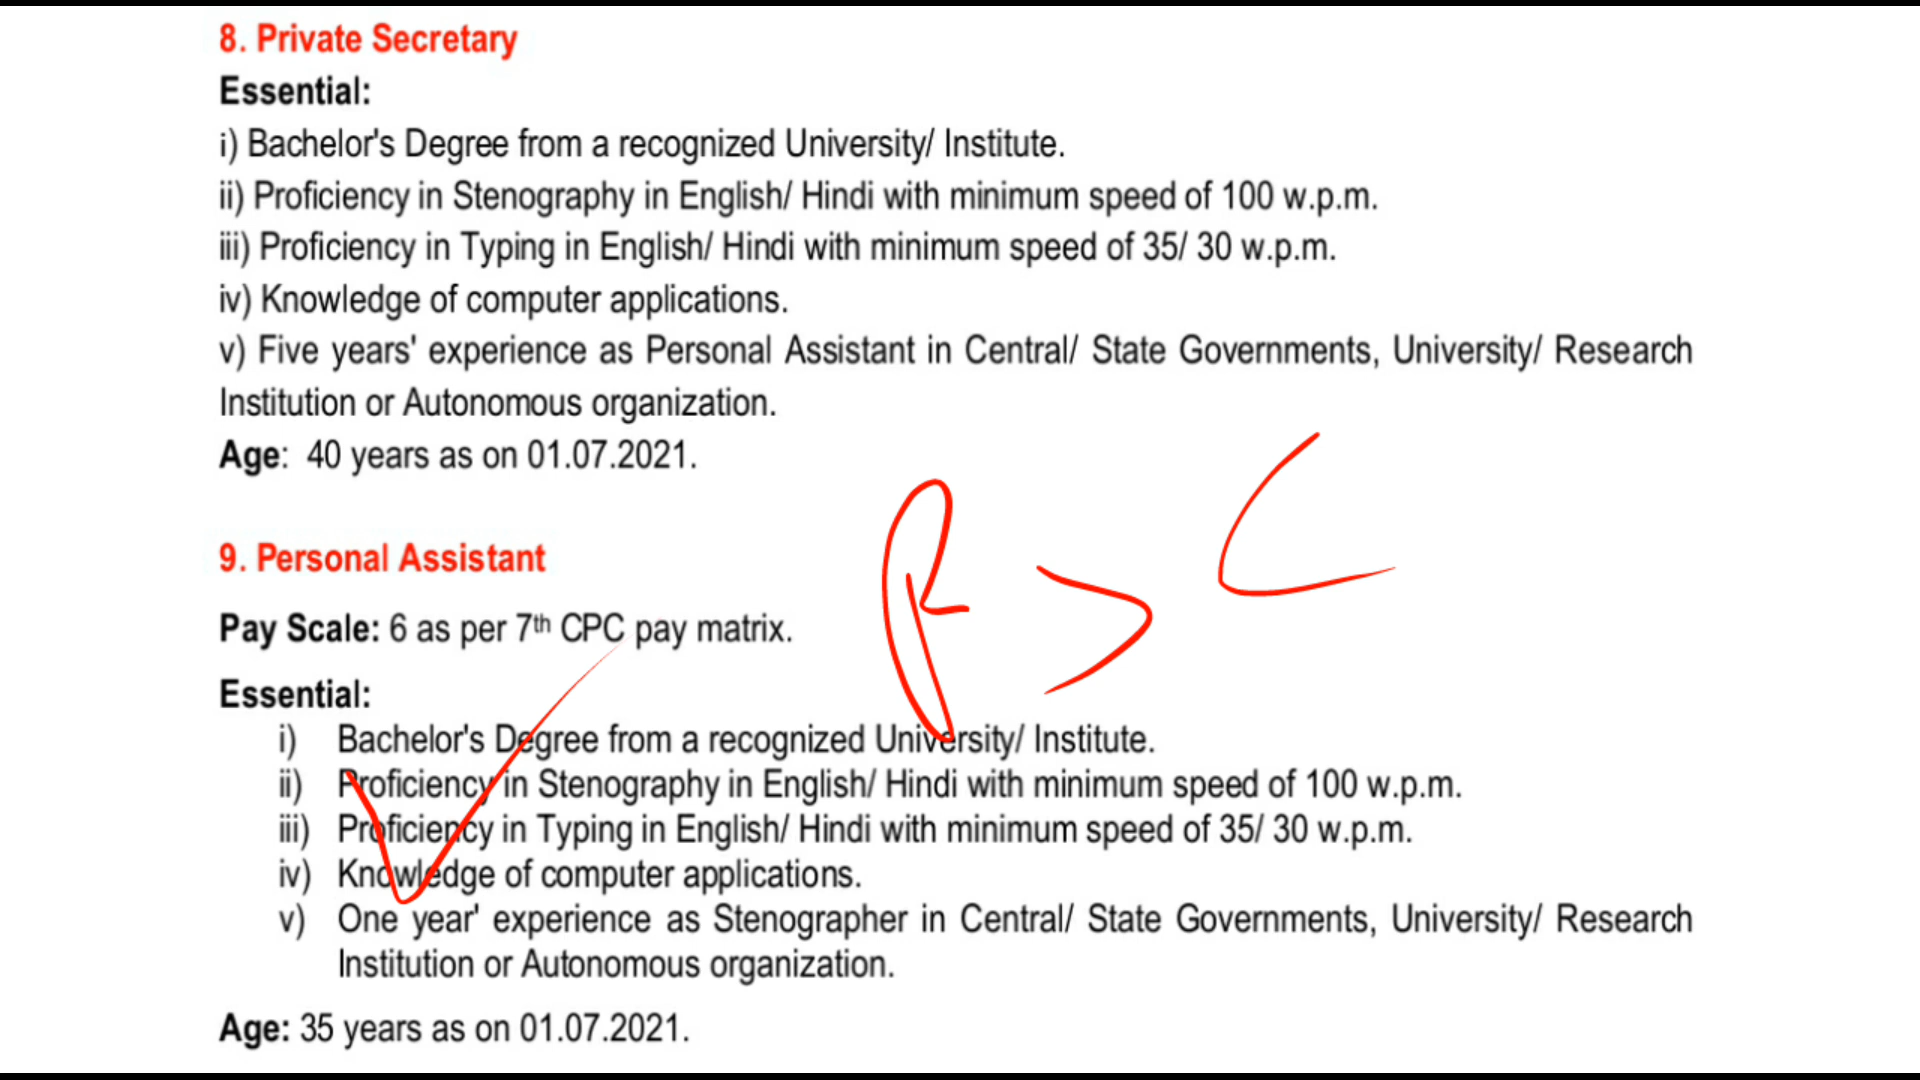 8. Private Secretary
Essential:
i) Bachelor's Degree from a recognized University/ Institute.
ii) Proficiency in Stenography in English/ Hindi with minimum speed of 100 w.p.m.
iii) Proficiency in Typing in English/ Hindi with minimum speed of 35/ 30 w.p.m.
iv) Knowledge of computer applications.
v) Five years' experience as Personal Assistant in Central/ State Governments, University/ Research
Institution or Autonomous organization.
Age: 40 years as on 01.07.2021.
9. Personal Assistant
Pay Scale: 6 as per 7th CPC pay matrix.
Essential:
i) Bachelor's Degree from a recognized University/ Institute.
ii) Proficiency in Stenography in English/ Hindi with minimum speed of 100 w.p.m.
iii) Proficiency in Typing in English/ Hindi with minimum speed of 35/ 30 w.p.m.
iv) Knowledge of computer applications.
v) One year' experience as Stenographer in Central/ State Governments, University/ Research
Institution or Autonomous organization.
Age: 35 years as on 01.07.2021.